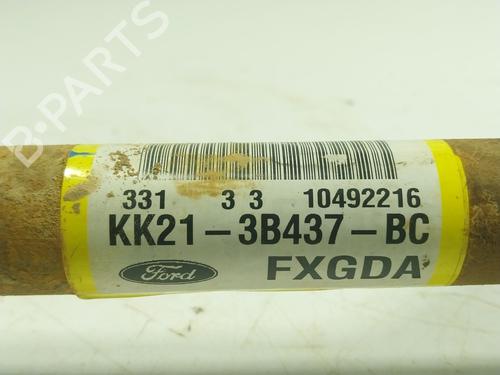 B-PARTS
331 3 3 10492216
KK21-3B437-BC
Ford FXGDA